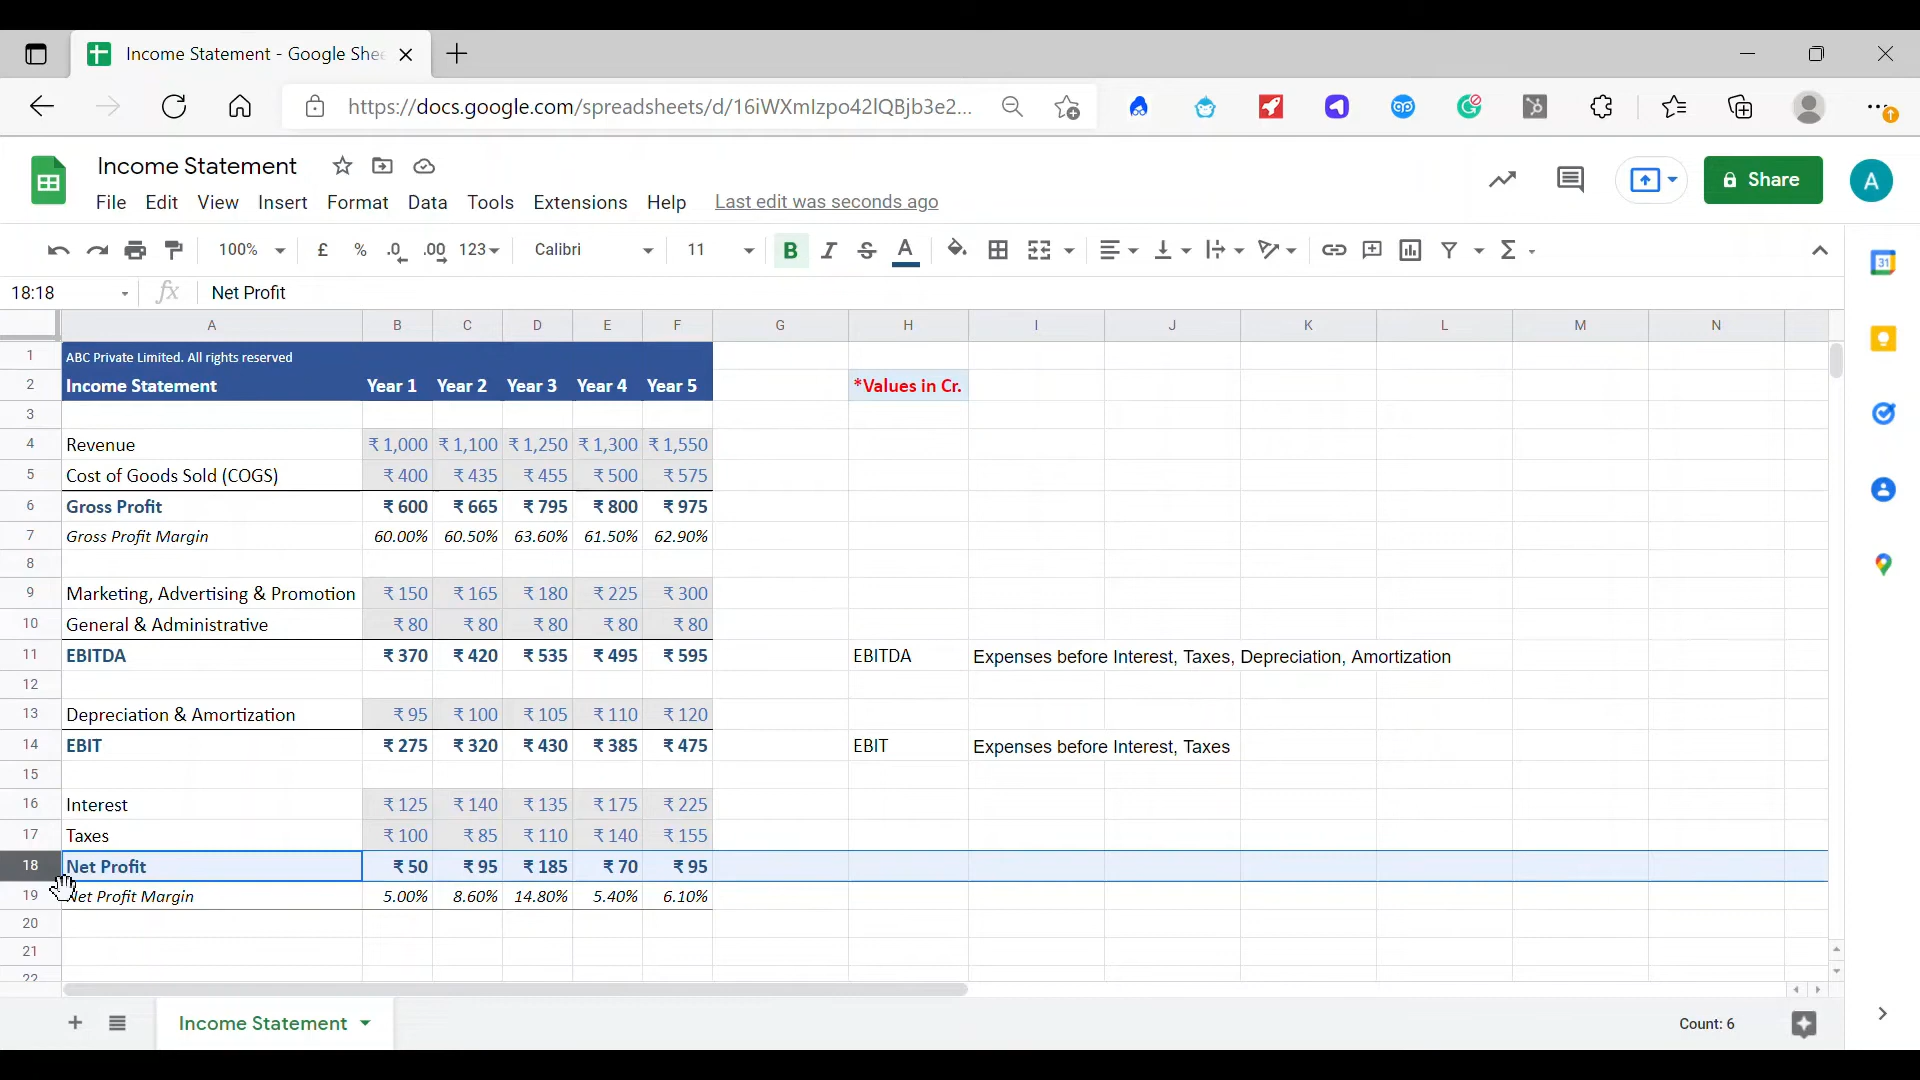 Income Statement - Google She
https://docs.google.com/spreadsheets/d/16iWXmIzpo42lQBjb3e2...
Income Statement
File Edit View Insert Format Data Tools Extensions Help Last edit was seconds ago
Share
A
100% £ % .0 .00 123 Calibri 11 B I S A Σ
31
18:18 fx Net Profit
A B C D E F G H I J K L M N
1 ABC Private Limited. All rights reserved
2 Income Statement Year 1 Year 2 Year 3 Year 4 Year 5 *Values in Cr.
3
4 Revenue ₹ 1,000 ₹ 1,100 ₹ 1,250 ₹ 1,300 ₹ 1,550
5 Cost of Goods Sold (COGS) ₹ 400 ₹ 435 ₹ 455 ₹ 500 ₹ 575
6 Gross Profit ₹ 600 ₹ 665 ₹ 795 ₹ 800 ₹ 975
7 Gross Profit Margin 60.00% 60.50% 63.60% 61.50% 62.90%
8
9 Marketing, Advertising & Promotion ₹ 150 ₹ 165 ₹ 180 ₹ 225 ₹ 300
10 General & Administrative ₹ 80 ₹ 80 ₹ 80 ₹ 80 ₹ 80
11 EBITDA ₹ 370 ₹ 420 ₹ 535 ₹ 495 ₹ 595 EBITDA Expenses before Interest, Taxes, Depreciation, Amortization
12
13 Depreciation & Amortization ₹ 95 ₹ 100 ₹ 105 ₹ 110 ₹ 120
14 EBIT ₹ 275 ₹ 320 ₹ 430 ₹ 385 ₹ 475 EBIT Expenses before Interest, Taxes
15
16 Interest ₹ 125 ₹ 140 ₹ 135 ₹ 175 ₹ 225
17 Taxes ₹ 100 ₹ 85 ₹ 110 ₹ 140 ₹ 155
18 Net Profit ₹ 50 ₹ 95 ₹ 185 ₹ 70 ₹ 95
19 Net Profit Margin 5.00% 8.60% 14.80% 5.40% 6.10%
20
21
22
Income Statement
Count: 6